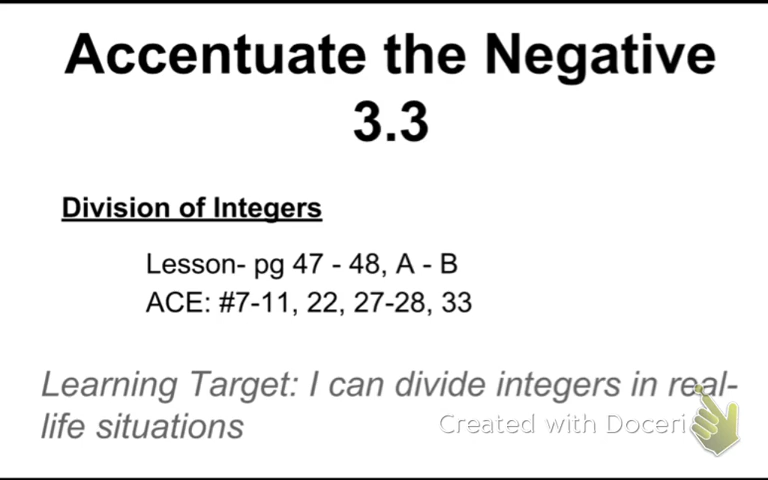 Accentuate the Negative
3.3
Division of Integers
Lesson- pg 47 - 48, A - B
ACE: #7-11, 22, 27-28, 33
Learning Target: I can divide integers in real-
life situations
Created with Doceri